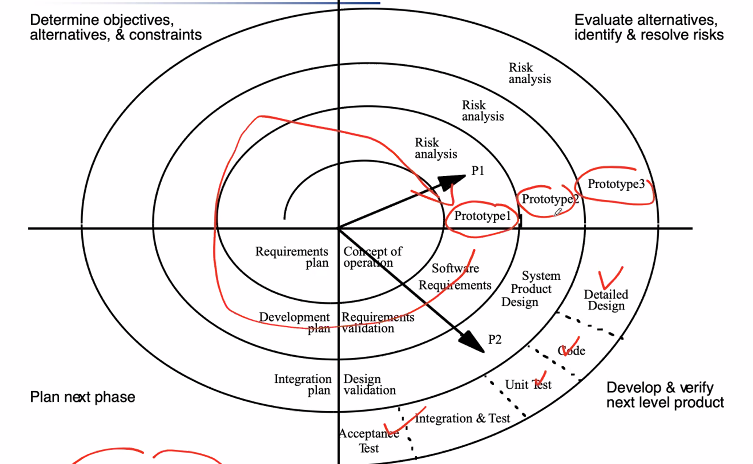 Determine objectives,
alternatives, & constraints
Evaluate alternatives,
identify & resolve risks
Risk
analysis
Risk
analysis
Risk
analysis
P1
Prototype1
Prototype2
Prototype3
Requirements
plan
Concept of
operation
Software
Requirements
System
Product
Design
Detailed
Design
Development
plan
Requirements
validation
P2
Code
Unit Test
Integration
plan
Design
validation
Integration & Test
Acceptance
Test
Plan next phase
Develop & verify
next level product